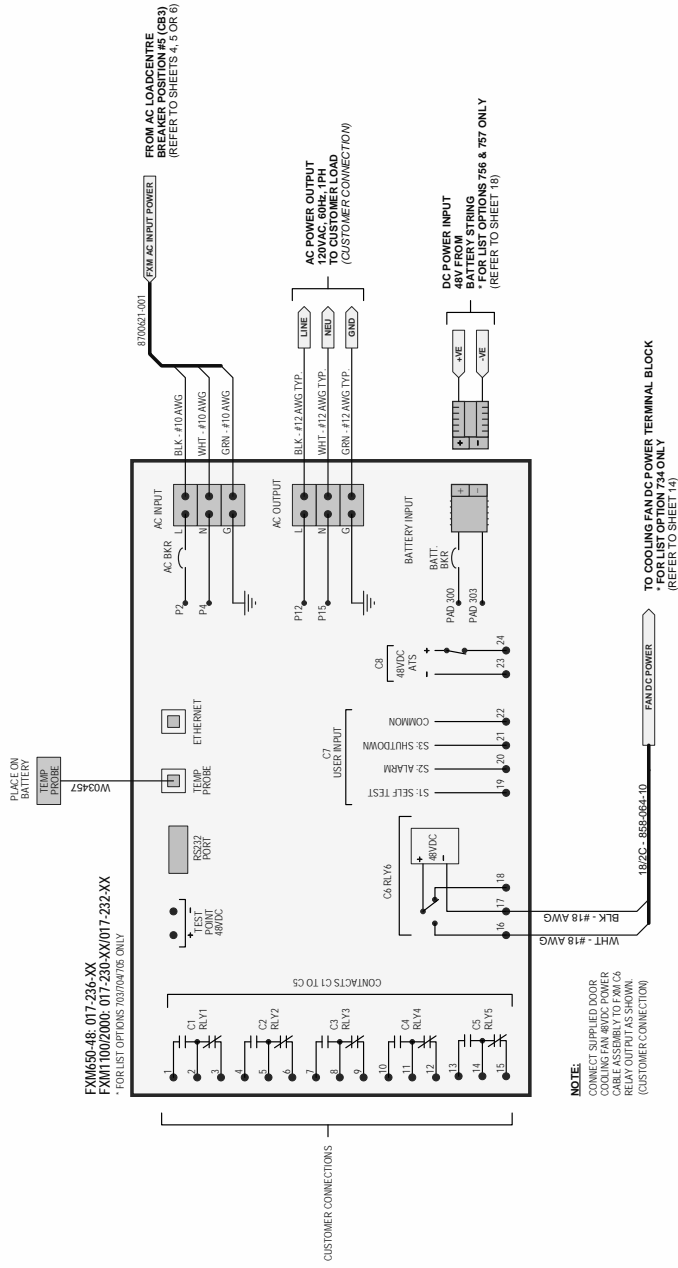 PLACE ON
BATTERY
TEMP
PROBE
W03457
FXM650-48: 017-236-XX
FXM1100/2000: 017-230-XX/017-232-XX
* FOR LIST OPTIONS 703/704/705 ONLY
CUSTOMER CONNECTIONS
1
2
3
C1
RLY1
4
5
6
C2
RLY2
7
8
9
C3
RLY3
10
11
12
C4
RLY4
13
14
15
C5
RLY5
CONTACTS C1 TO C5
+ -
TEST
POINT
48VDC
RS232
PORT
TEMP
PROBE
ETHERNET
C6 RLY6
+ -
48VDC
16
17
18
C7
USER INPUT
S1: SELF TEST
S2: ALARM
S3: SHUTDOWN
COMMON
19
20
21
22
C8
48VDC
ATS
- +
23
24
AC INPUT
L
N
G
AC BKR
P2
P4
AC OUTPUT
L
N
G
P12
P15
BATTERY INPUT
BATT.
BKR
+ -
PAD 300
PAD 303
BLK - #10 AWG
WHT - #10 AWG
GRN - #10 AWG
8700621-001
FXM AC INPUT POWER
FROM AC LOADCENTRE
BREAKER POSITION #5 (CB3)
(REFER TO SHEETS 4, 5 OR 6)
BLK - #12 AWG TYP.
WHT - #12 AWG TYP.
GRN - #12 AWG TYP.
LINE
NEU
GND
AC POWER OUTPUT
120VAC, 60Hz, 1PH
TO CUSTOMER LOAD
(CUSTOMER CONNECTION)
+ -
+VE
-VE
DC POWER INPUT
48V FROM
BATTERY STRING
* FOR LIST OPTIONS 756 & 757 ONLY
(REFER TO SHEET 18)
WHT - #18 AWG
BLK - #18 AWG
18/2C - 858-064-10
FAN DC POWER
TO COOLING FAN DC POWER TERMINAL BLOCK
* FOR LIST OPTION 734 ONLY
(REFER TO SHEET 14)
NOTE:
CONNECT SUPPLIED DOOR
COOLING FAN 48VDC POWER
CABLE ASSEMBLY TO FXM C6
RELAY OUTPUT AS SHOWN.
(CUSTOMER CONNECTION)